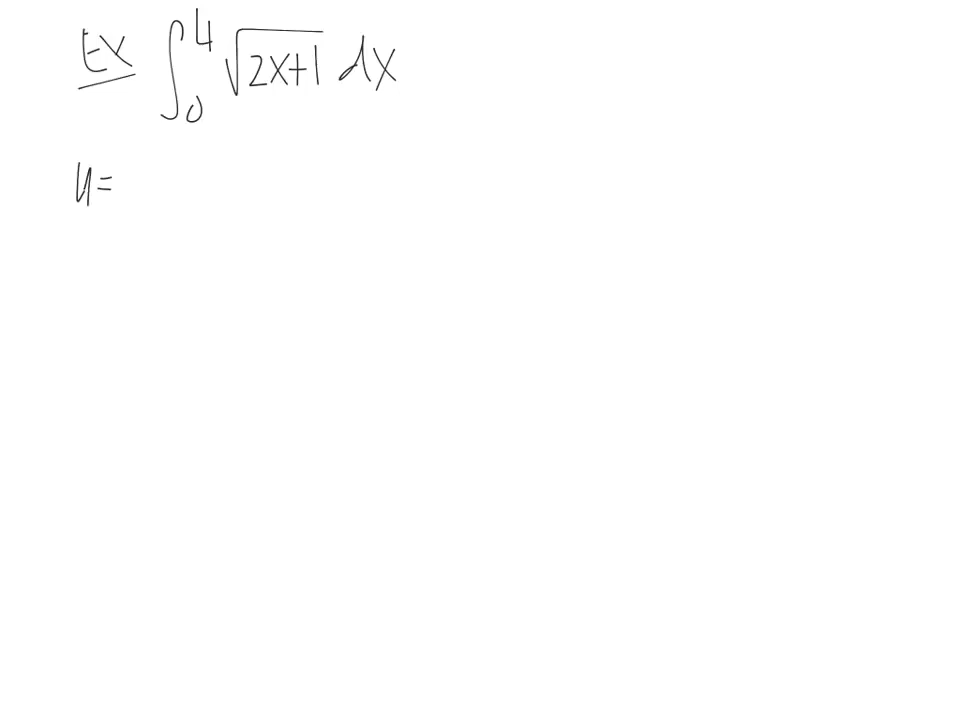 Ex ∫₀⁴ √(2x+1) dx
u=